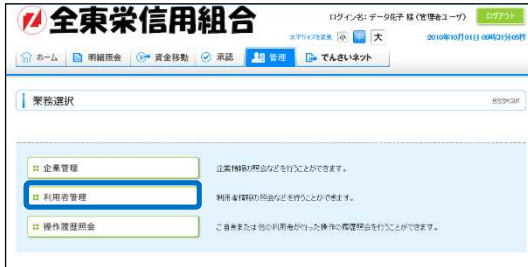 全東栄信用組合
ログイン名：データ花子 様（管理者ユーザ）
ログアウト
文字サイズを変更 小 中 大
2010年10月01日 09時31分05秒
ホーム 明細照会 資金移動 承認 管理 でんさいネット
業務選択
企業管理 企業情報の照会などを行うことができます。
利用者管理 利用者情報の照会などを行うことができます。
操作履歴照会 ご自身または他の利用者が行った操作の履歴照会を行うことができます。